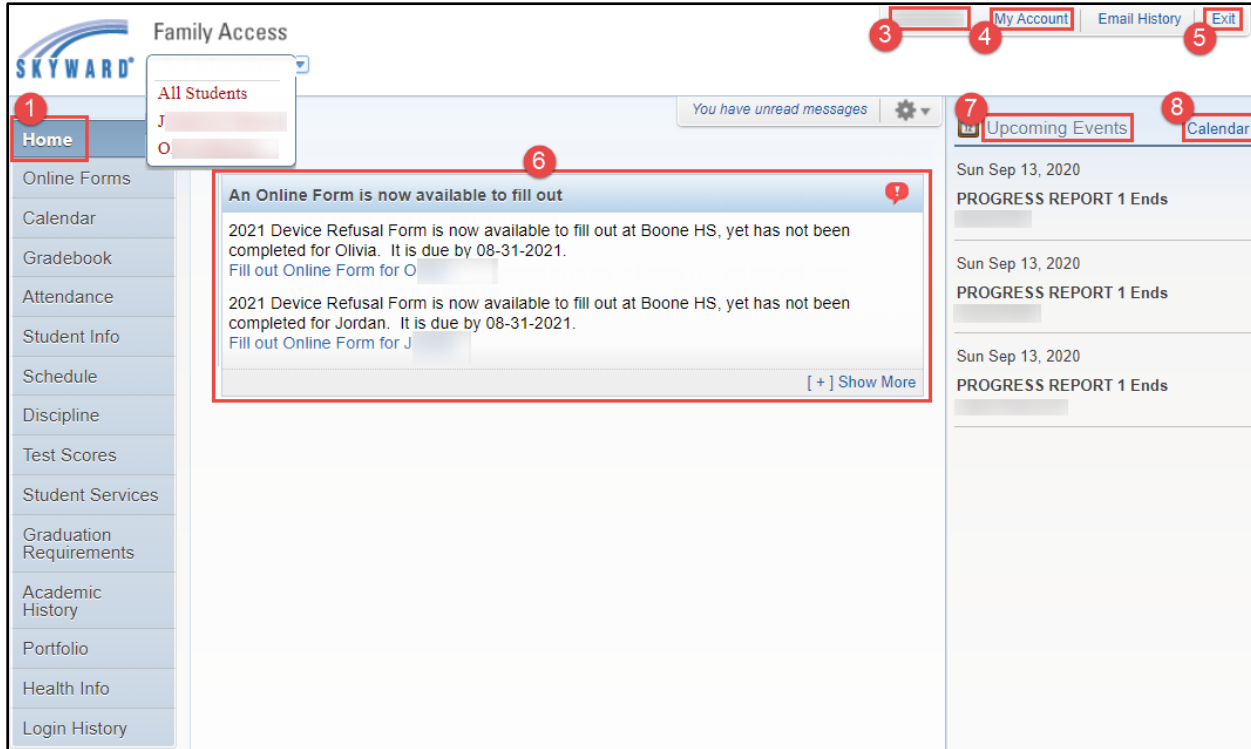 Family Access
SKYWARD®
All Students
J
O
3
My Account
4
Email History
Exit
5
1
Home
Online Forms
Calendar
Gradebook
Attendance
Student Info
Schedule
Discipline
Test Scores
Student Services
Graduation
Requirements
Academic
History
Portfolio
Health Info
Login History
You have unread messages
6
An Online Form is now available to fill out
2021 Device Refusal Form is now available to fill out at Boone HS, yet has not been
completed for Olivia.  It is due by 08-31-2021.
Fill out Online Form for O
2021 Device Refusal Form is now available to fill out at Boone HS, yet has not been
completed for Jordan.  It is due by 08-31-2021.
Fill out Online Form for J
[ + ] Show More
7
8
Upcoming Events
Calendar
Sun Sep 13, 2020
PROGRESS REPORT 1 Ends
Sun Sep 13, 2020
PROGRESS REPORT 1 Ends
Sun Sep 13, 2020
PROGRESS REPORT 1 Ends